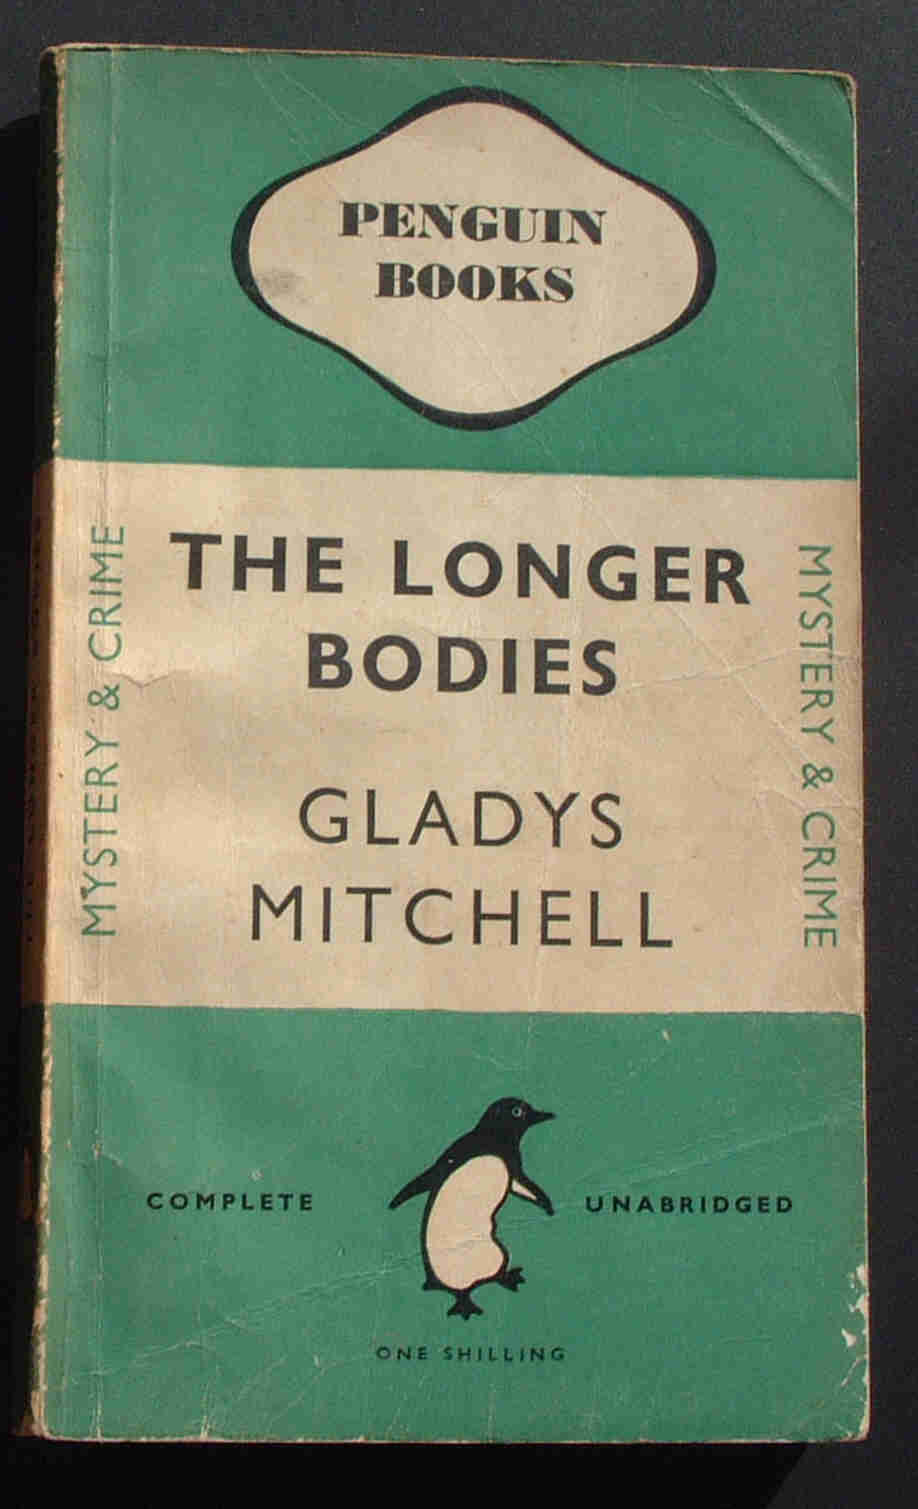 PENGUIN
BOOKS
THE LONGER
BODIES
GLADYS
MITCHELL
MYSTERY & CRIME
MYSTERY & CRIME
COMPLETE
UNABRIDGED
ONE SHILLING